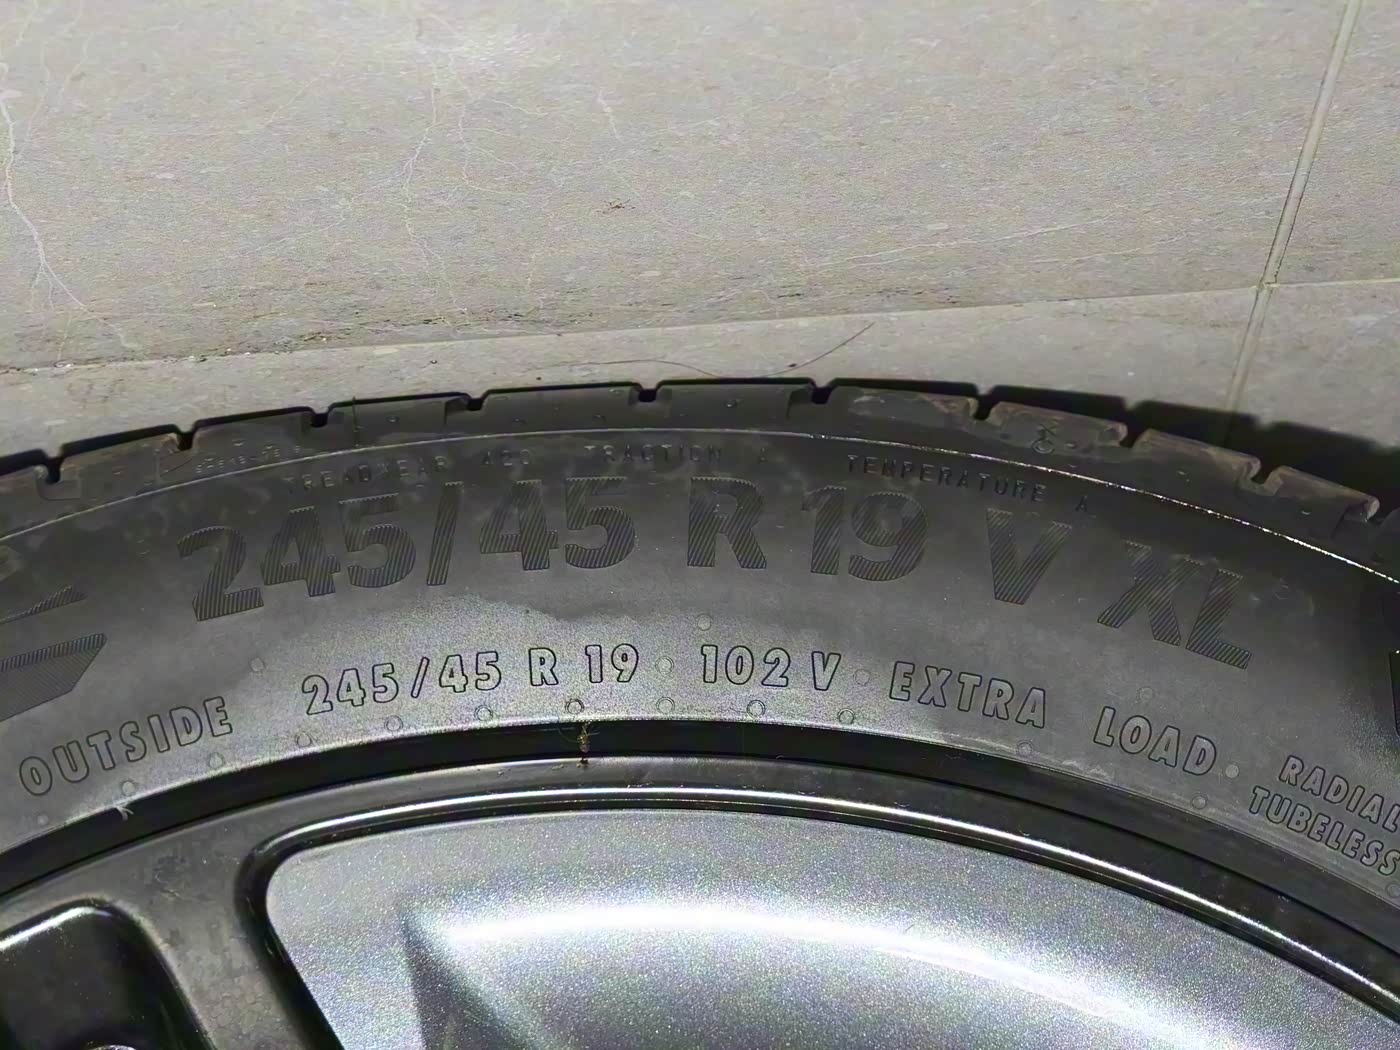 TREADWEAR 420 TRACTION A TEMPERATURE A
245/45 R 19 V XL
OUTSIDE 245/45 R 19 102 V EXTRA LOAD RADIAL
TUBELESS